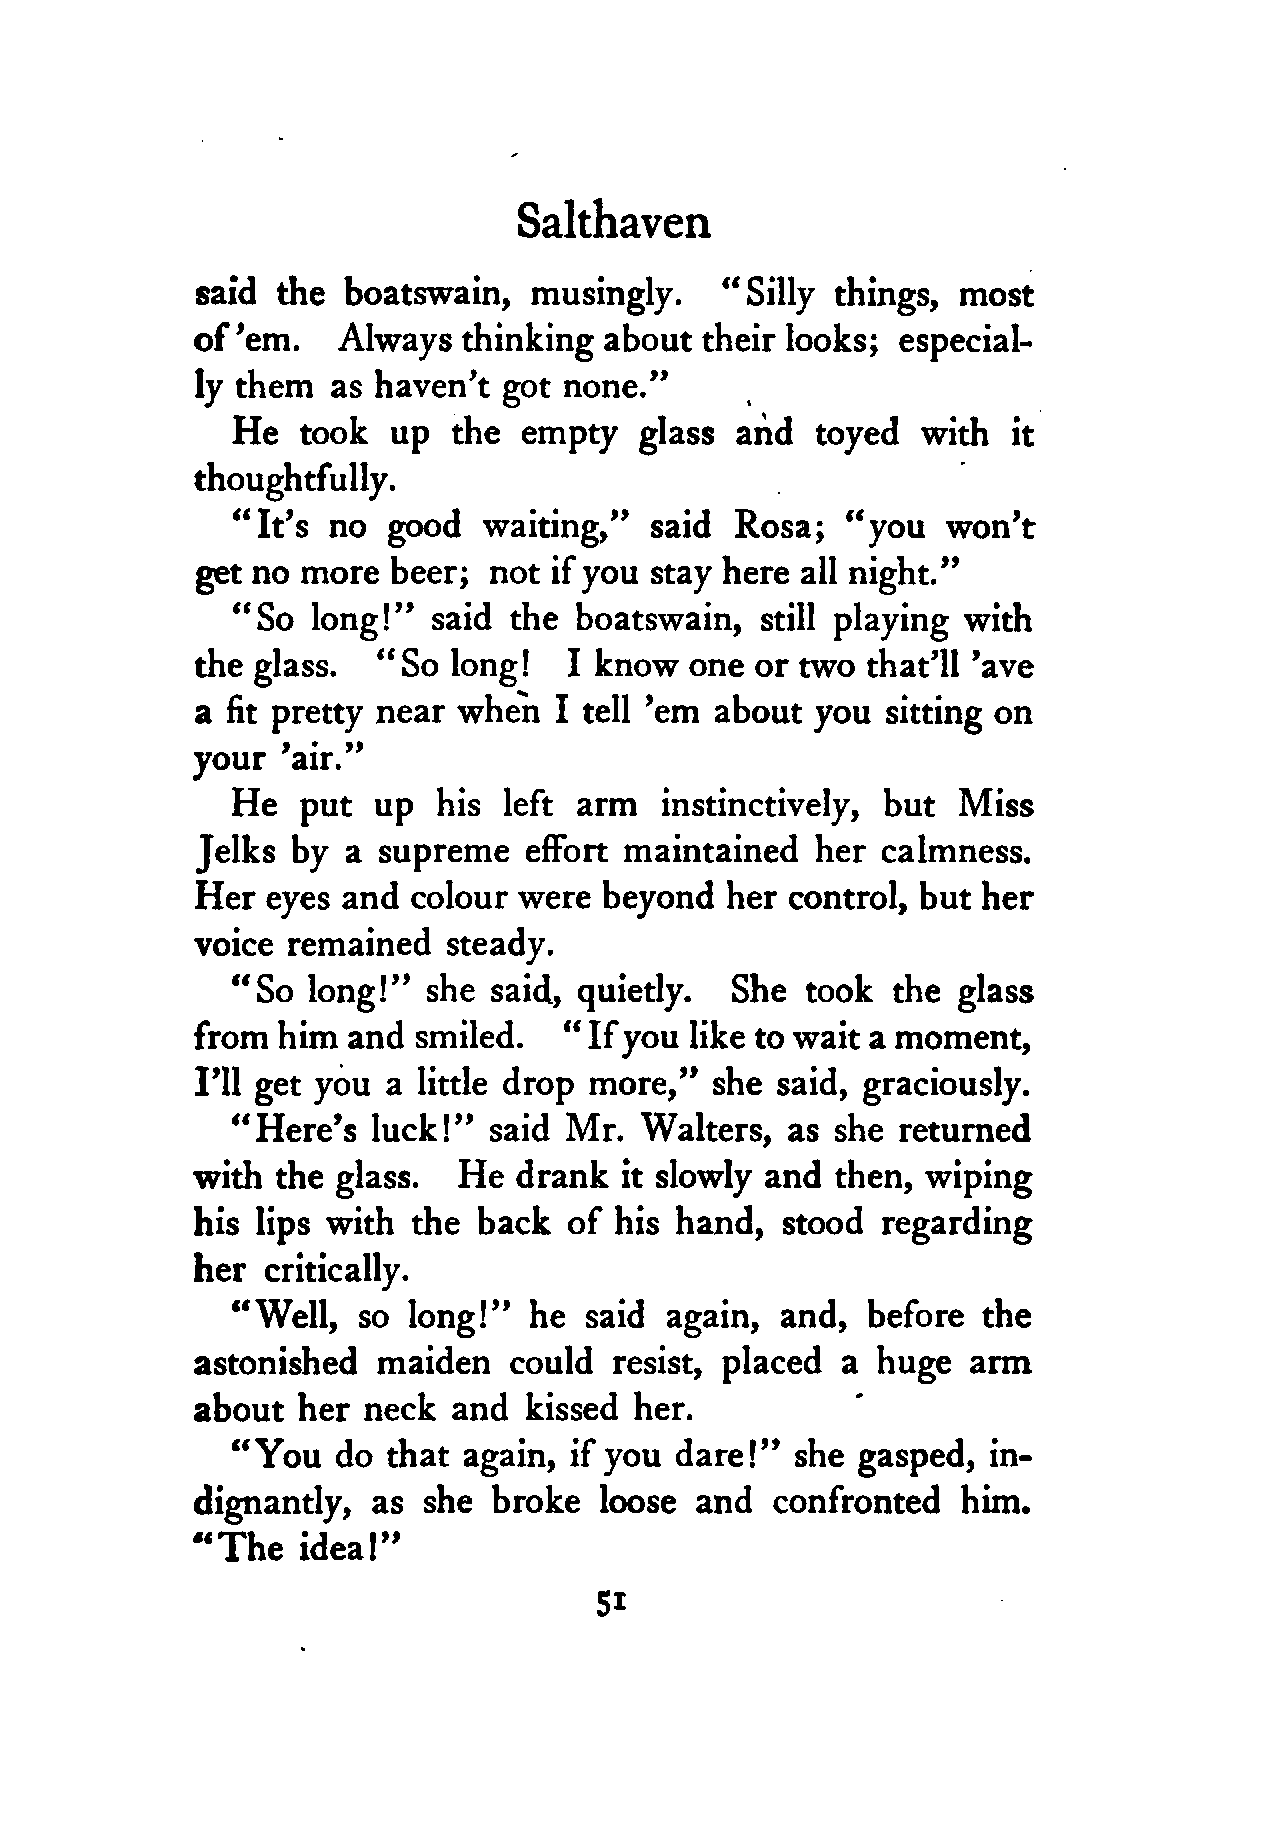 Salthaven
said the boatswain, musingly. "Silly things, most
of 'em. Always thinking about their looks; especial-
ly them as haven't got none."
He took up the empty glass and toyed with it
thoughtfully.
"It's no good waiting," said Rosa; "you won't
get no more beer; not if you stay here all night."
"So long!" said the boatswain, still playing with
the glass. "So long! I know one or two that'll 'ave
a fit pretty near when I tell 'em about you sitting on
your 'air."
He put up his left arm instinctively, but Miss
Jelks by a supreme effort maintained her calmness.
Her eyes and colour were beyond her control, but her
voice remained steady.
"So long!" she said, quietly. She took the glass
from him and smiled. "If you like to wait a moment,
I'll get you a little drop more," she said, graciously.
"Here's luck!" said Mr. Walters, as she returned
with the glass. He drank it slowly and then, wiping
his lips with the back of his hand, stood regarding
her critically.
"Well, so long!" he said again, and, before the
astonished maiden could resist, placed a huge arm
about her neck and kissed her.
"You do that again, if you dare!" she gasped, in-
dignantly, as she broke loose and confronted him.
"The idea!"
51